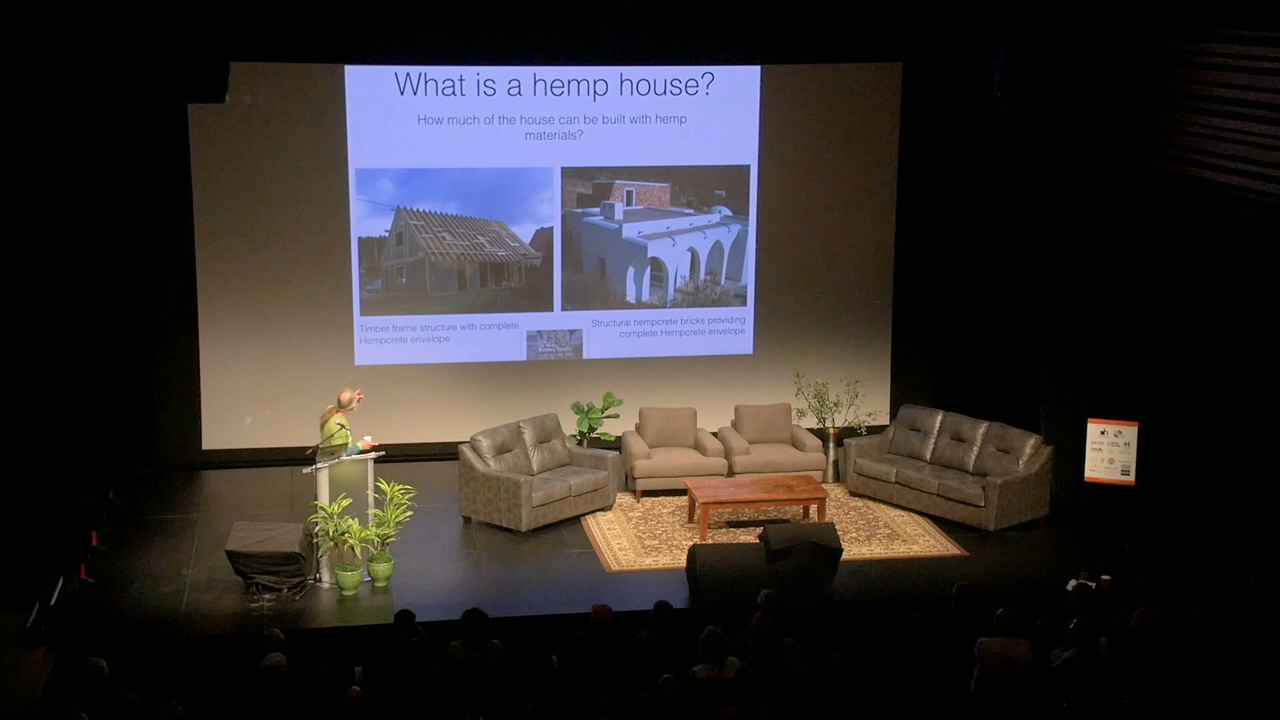 What is a hemp house?
How much of the house can be built with hemp
materials?
Timber frame structure with complete
Hempcrete envelope
Structural hempcrete bricks providing
complete Hempcrete envelope